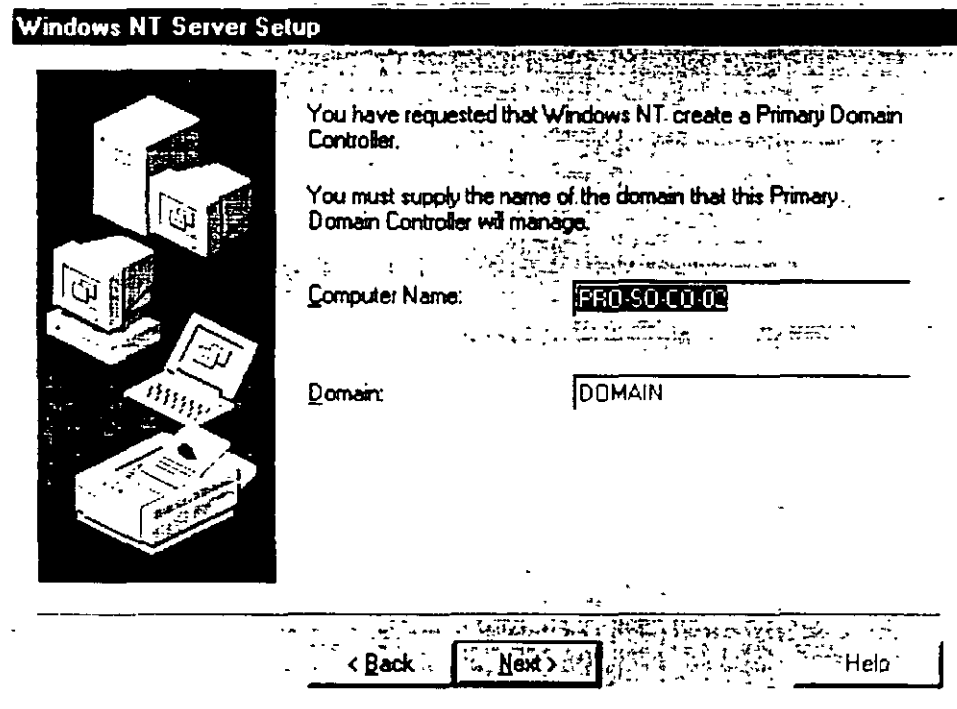 Windows NT Server Setup
You have requested that Windows NT create a Primary Domain
Controller.
You must supply the name of the domain that this Primary
Domain Controller will manage.
Computer Name: PRO-SO-CO-02
Domain: DOMAIN
< Back Next > Help